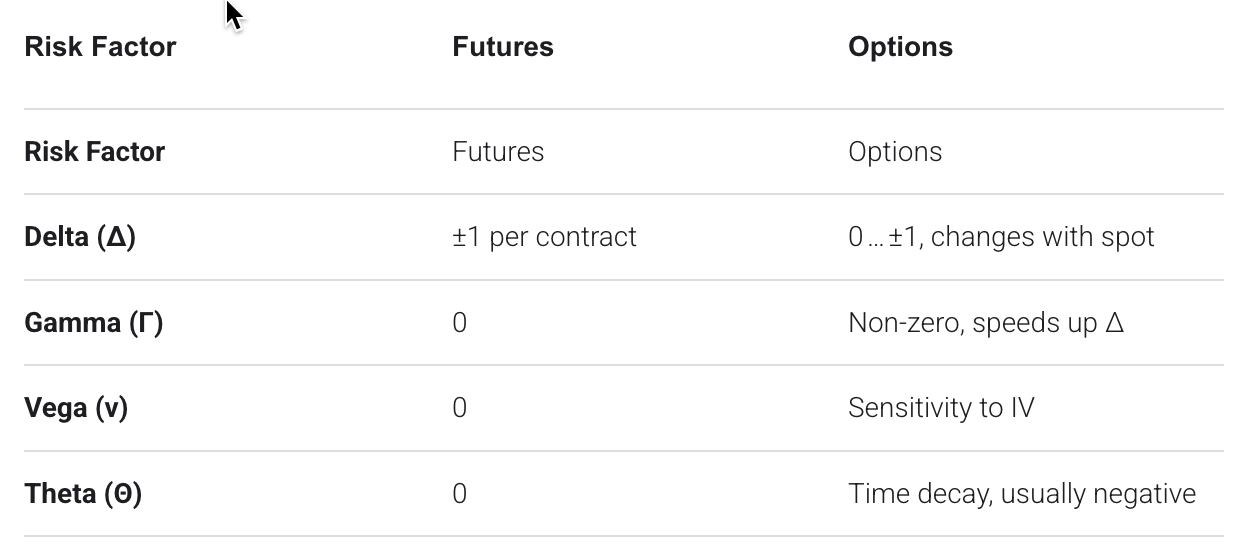 Risk Factor Futures Options
Risk Factor Futures Options
Delta (Δ) ±1 per contract 0…±1, changes with spot
Gamma (Γ) 0 Non-zero, speeds up Δ
Vega (ν) 0 Sensitivity to IV
Theta (Θ) 0 Time decay, usually negative